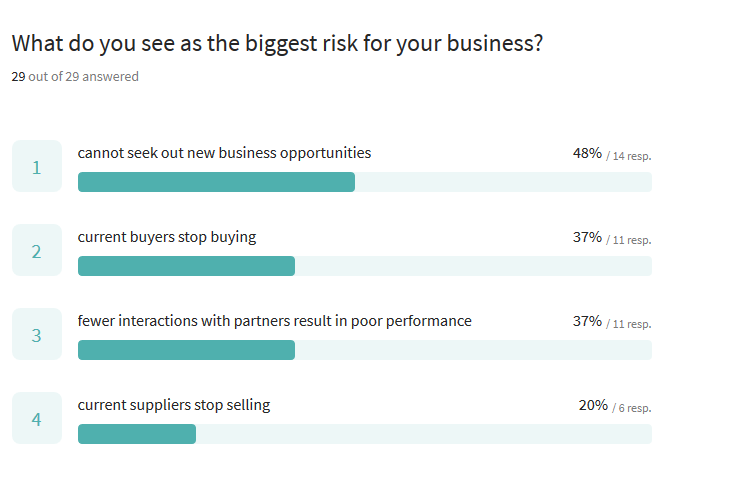 What do you see as the biggest risk for your business?
29 out of 29 answered
1 cannot seek out new business opportunities 48% / 14 resp.
2 current buyers stop buying 37% / 11 resp.
3 fewer interactions with partners result in poor performance 37% / 11 resp.
4 current suppliers stop selling 20% / 6 resp.